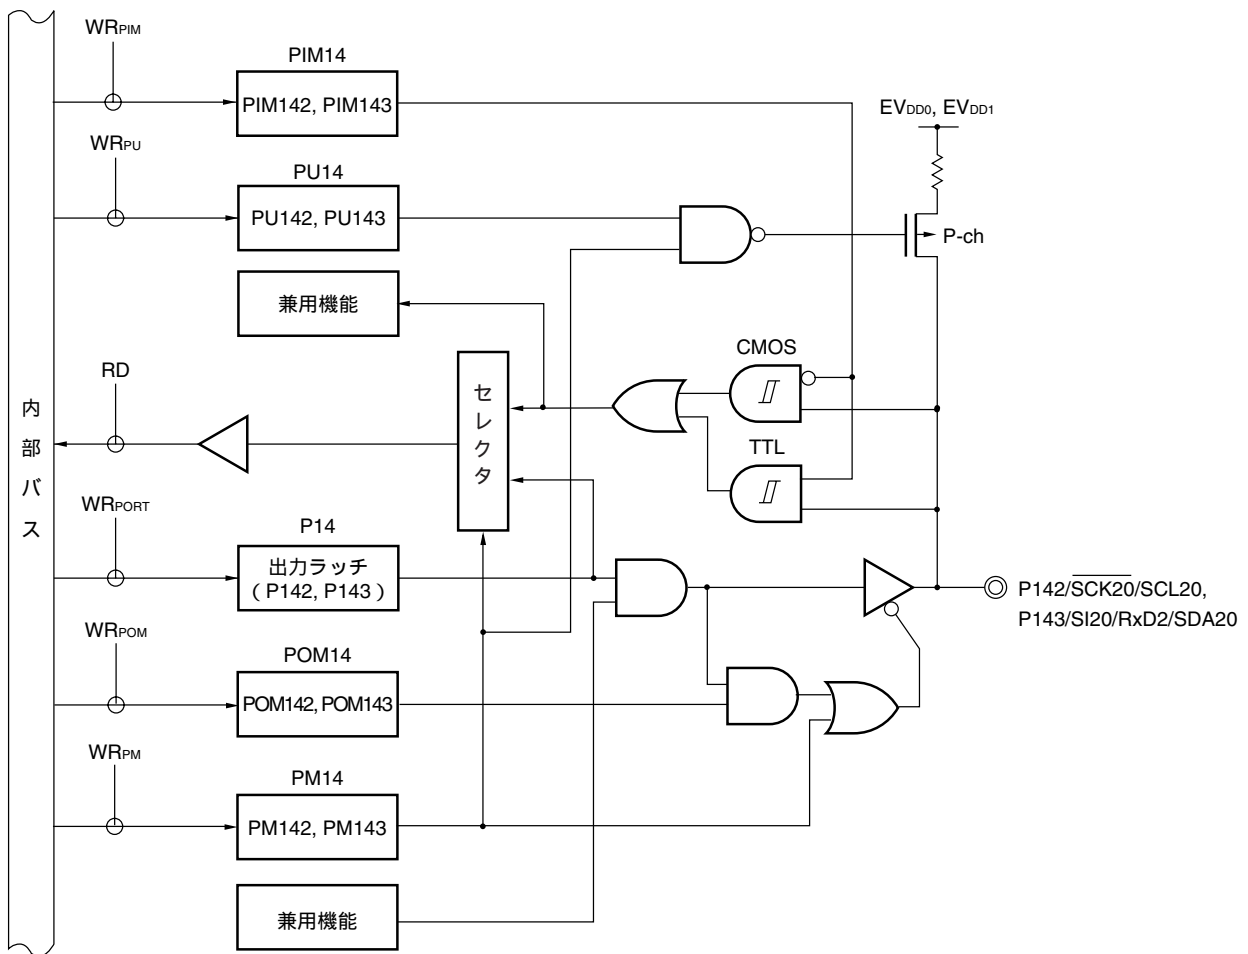 WRPIM
PIM14
PIM142, PIM143
EVDD0, EVDD1
WRPU
PU14
PU142, PU143
P-ch
兼用機能
CMOS
RD
セレクタ
内部バス
TTL
WRPORT
P14
出力ラッチ
(P142, P143)
P142/SCK20/SCL20,
P143/SI20/RxD2/SDA20
WRPOM
POM14
POM142, POM143
WRPM
PM14
PM142, PM143
兼用機能